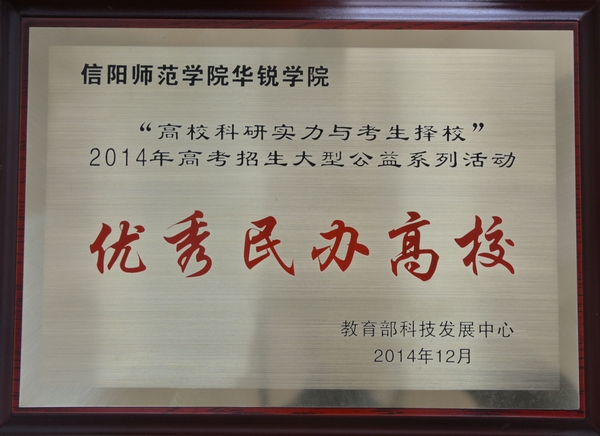 信阳师范学院华锐学院
“高校科研实力与考生择校”
2014年高考招生大型公益系列活动
优秀民办高校
教育部科技发展中心
2014年12月